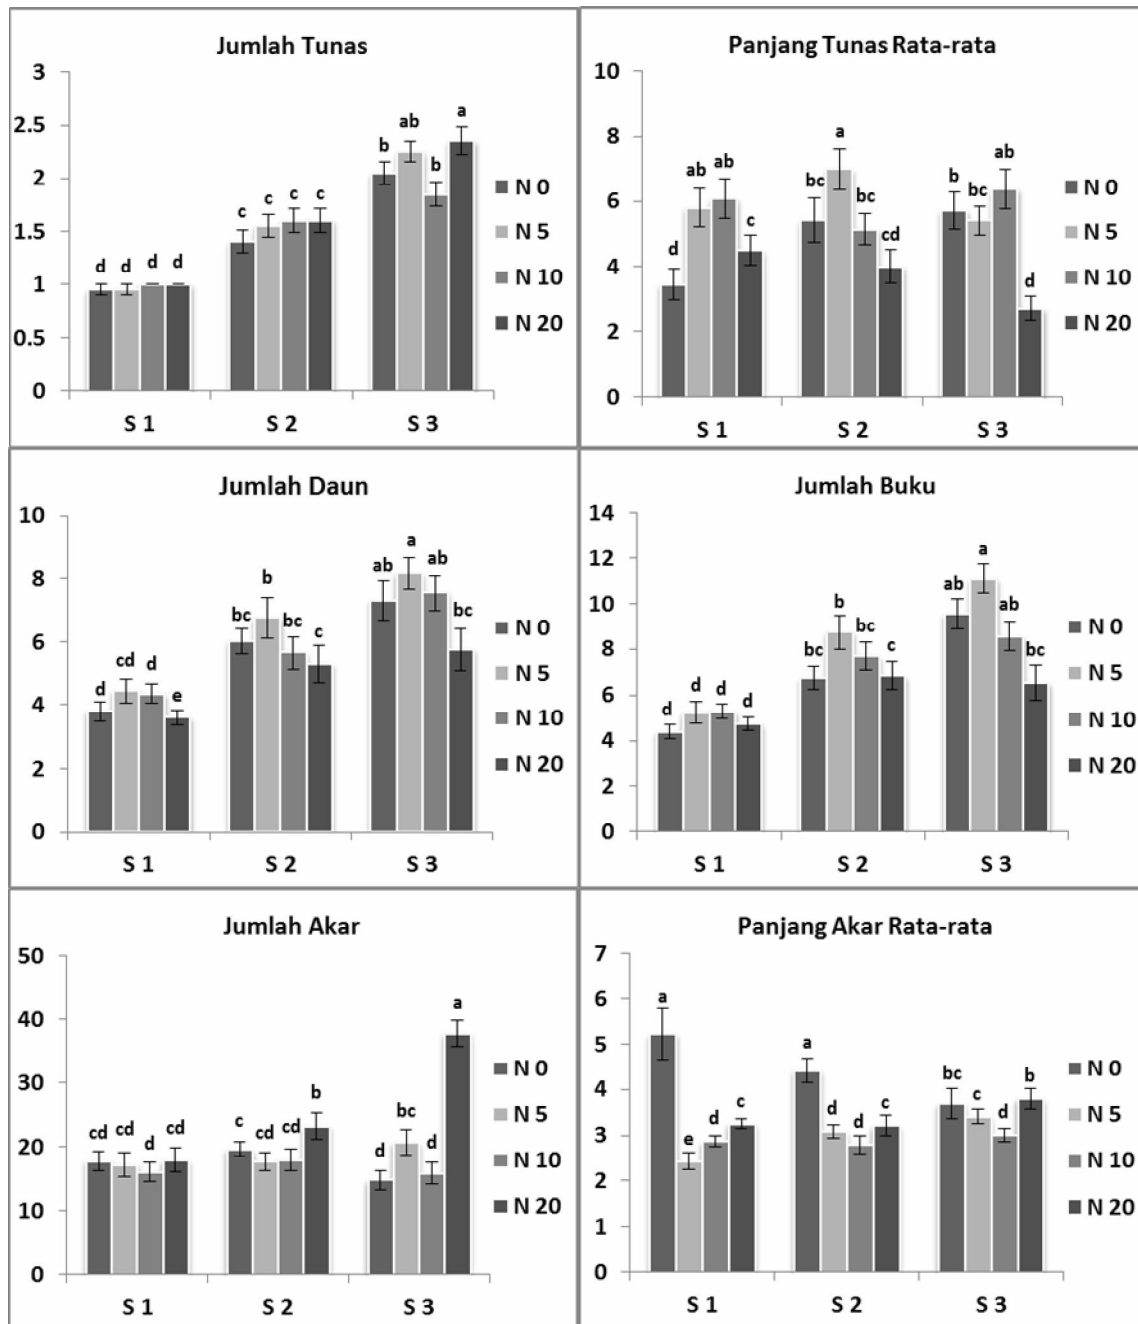 Jumlah Tunas
3
2.5
2
1.5
1
0.5
0
d d d d
c c c c
b ab b a
S 1 S 2 S 3
N 0
N 5
N 10
N 20
Panjang Tunas Rata-rata
10
8
6
4
2
0
d ab ab c
bc a bc cd
b bc ab d
S 1 S 2 S 3
N 0
N 5
N 10
N 20
Jumlah Daun
10
8
6
4
2
0
d cd d e
bc b bc c
ab a ab bc
S 1 S 2 S 3
N 0
N 5
N 10
N 20
Jumlah Buku
14
12
10
8
6
4
2
0
d d d d
bc b bc c
ab a ab bc
S 1 S 2 S 3
N 0
N 5
N 10
N 20
Jumlah Akar
50
40
30
20
10
0
cd cd d cd
c cd cd b
d bc d a
S 1 S 2 S 3
N 0
N 5
N 10
N 20
Panjang Akar Rata-rata
7
6
5
4
3
2
1
0
a e d c
a d d c
bc c d b
S 1 S 2 S 3
N 0
N 5
N 10
N 20